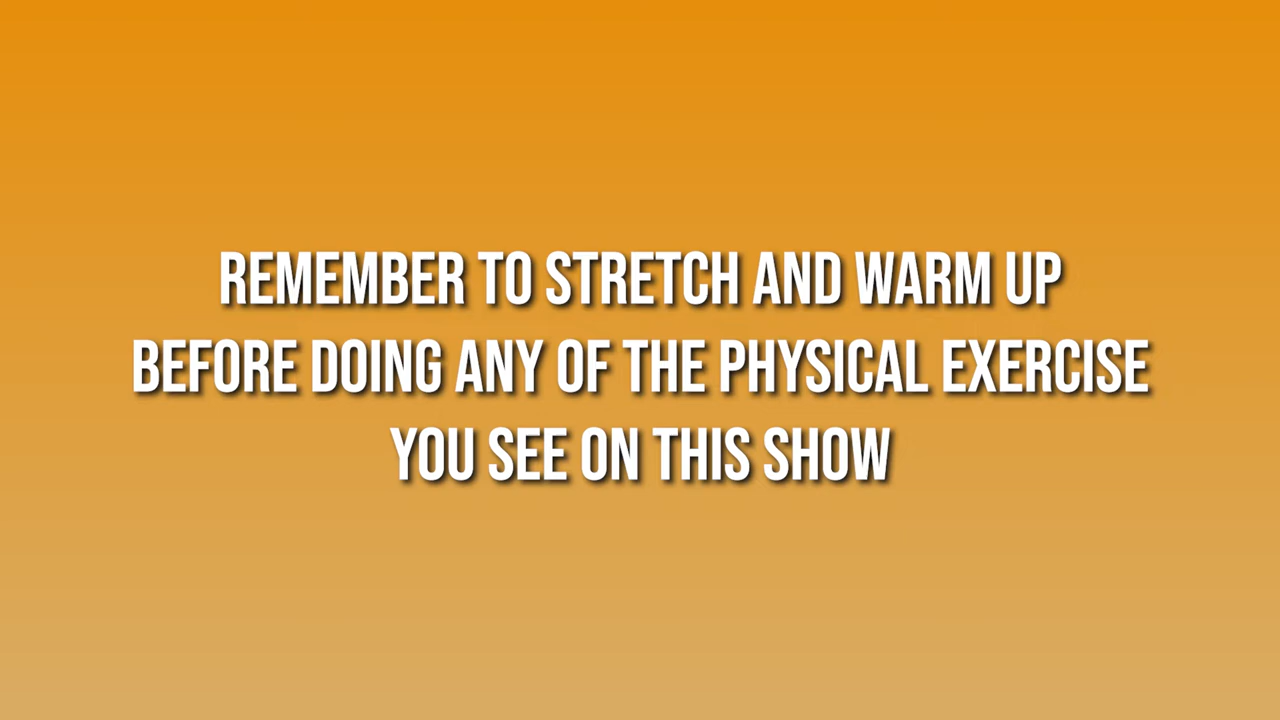 REMEMBER TO STRETCH AND WARM UP
BEFORE DOING ANY OF THE PHYSICAL EXERCISE
YOU SEE ON THIS SHOW